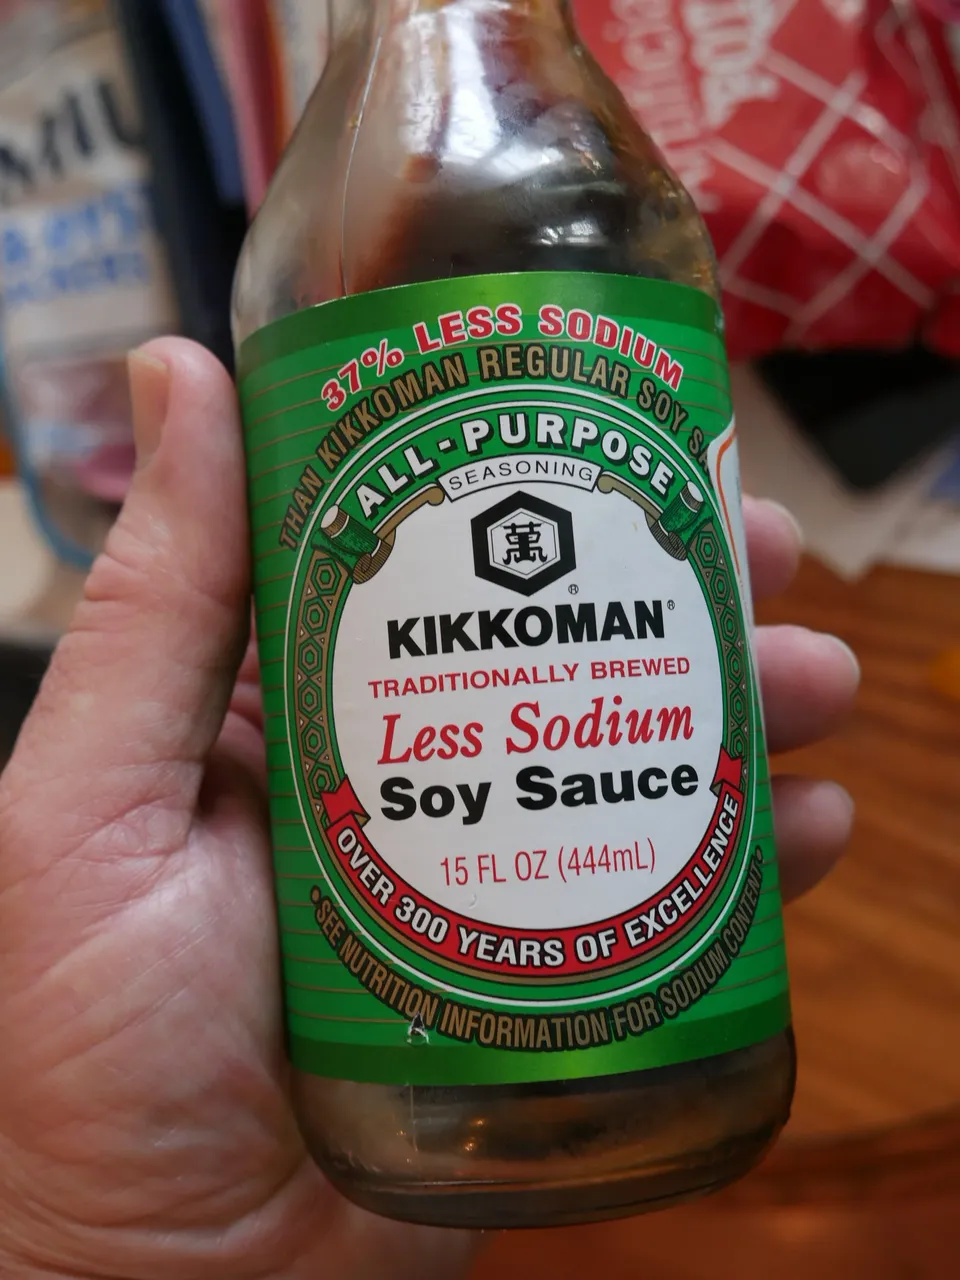 37% LESS SODIUM
THAN KIKKOMAN REGULAR SOY
ALL-PURPOSE
SEASONING
萬
®
KIKKOMAN®
TRADITIONALLY BREWED
Less Sodium
Soy Sauce
15 FL OZ (444mL)
OVER 300 YEARS OF EXCELLENCE
•SEE NUTRITION INFORMATION FOR SODIUM CONTENT•